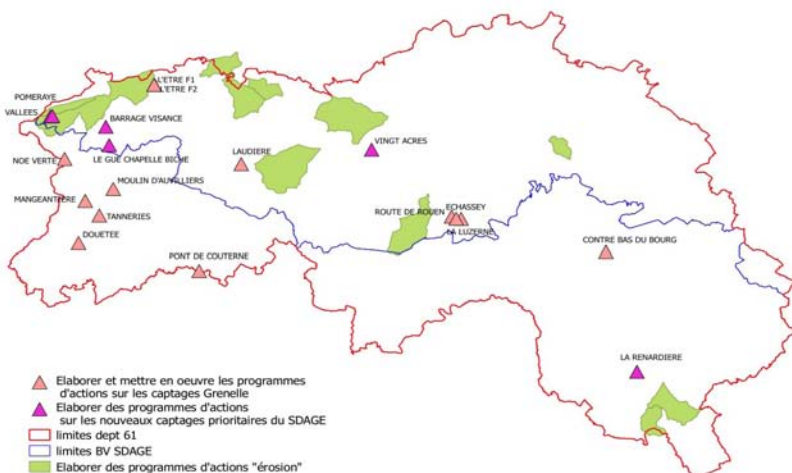 L'ETRE F1
L'ETRE F2
POMERAYE
VALLEES
BARRAGE VISANCE
VINGT ACRES
LE GUE CHAPELLE BICHE
NOE VERTE
LAUDIERE
MOULIN D'AUVILLIERS
MANGEANTIERE
TANNERIES
ROUTE DE ROUEN
ECHASSEY
LA LUZERNE
DOUETEE
CONTRE BAS DU BOURG
PONT DE COUTERNE
LA RENARDIERE
Elaborer et mettre en oeuvre les programmes
d'actions sur les captages Grenelle
Elaborer des programmes d'actions
sur les nouveaux captages prioritaires du SDAGE
limites dept 61
limites BV SDAGE
Elaborer des programmes d'actions "érosion"